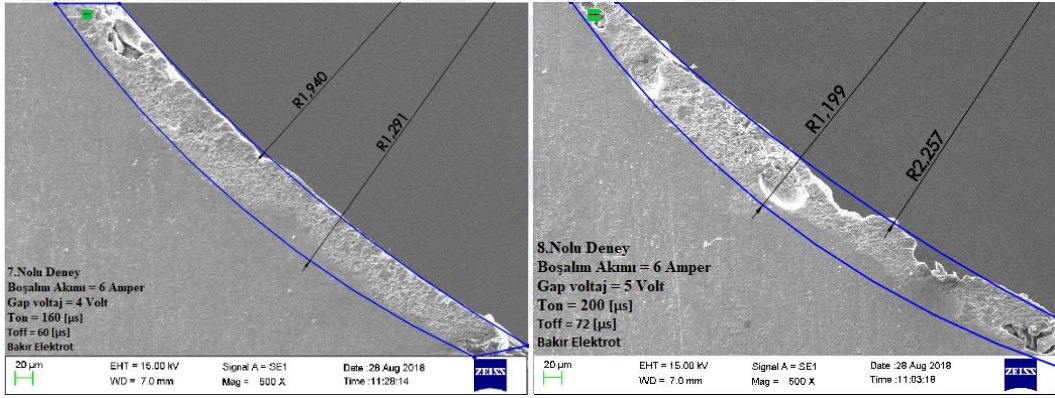 R1,940
R1,291
7.Nolu Deney
Boşalım Akımı = 6 Amper
Gap voltaj = 4 Volt
Ton = 160 [µs]
Toff = 60 [µs]
Bakır Elektrot
20 µm
EHT = 15.00 kV
Signal A = SE1
Date :28 Aug 2018
WD = 7.0 mm
Mag = 500 X
Time :11:28:14
ZEISS
R1,199
R2,257
8.Nolu Deney
Boşalım Akımı = 6 Amper
Gap voltaj = 5 Volt
Ton = 200 [µs]
Toff = 72 [µs]
Bakır Elektrot
20 µm
EHT = 15.00 kV
Signal A = SE1
Date :28 Aug 2018
WD = 7.0 mm
Mag = 500 X
Time :11:03:18
ZEISS